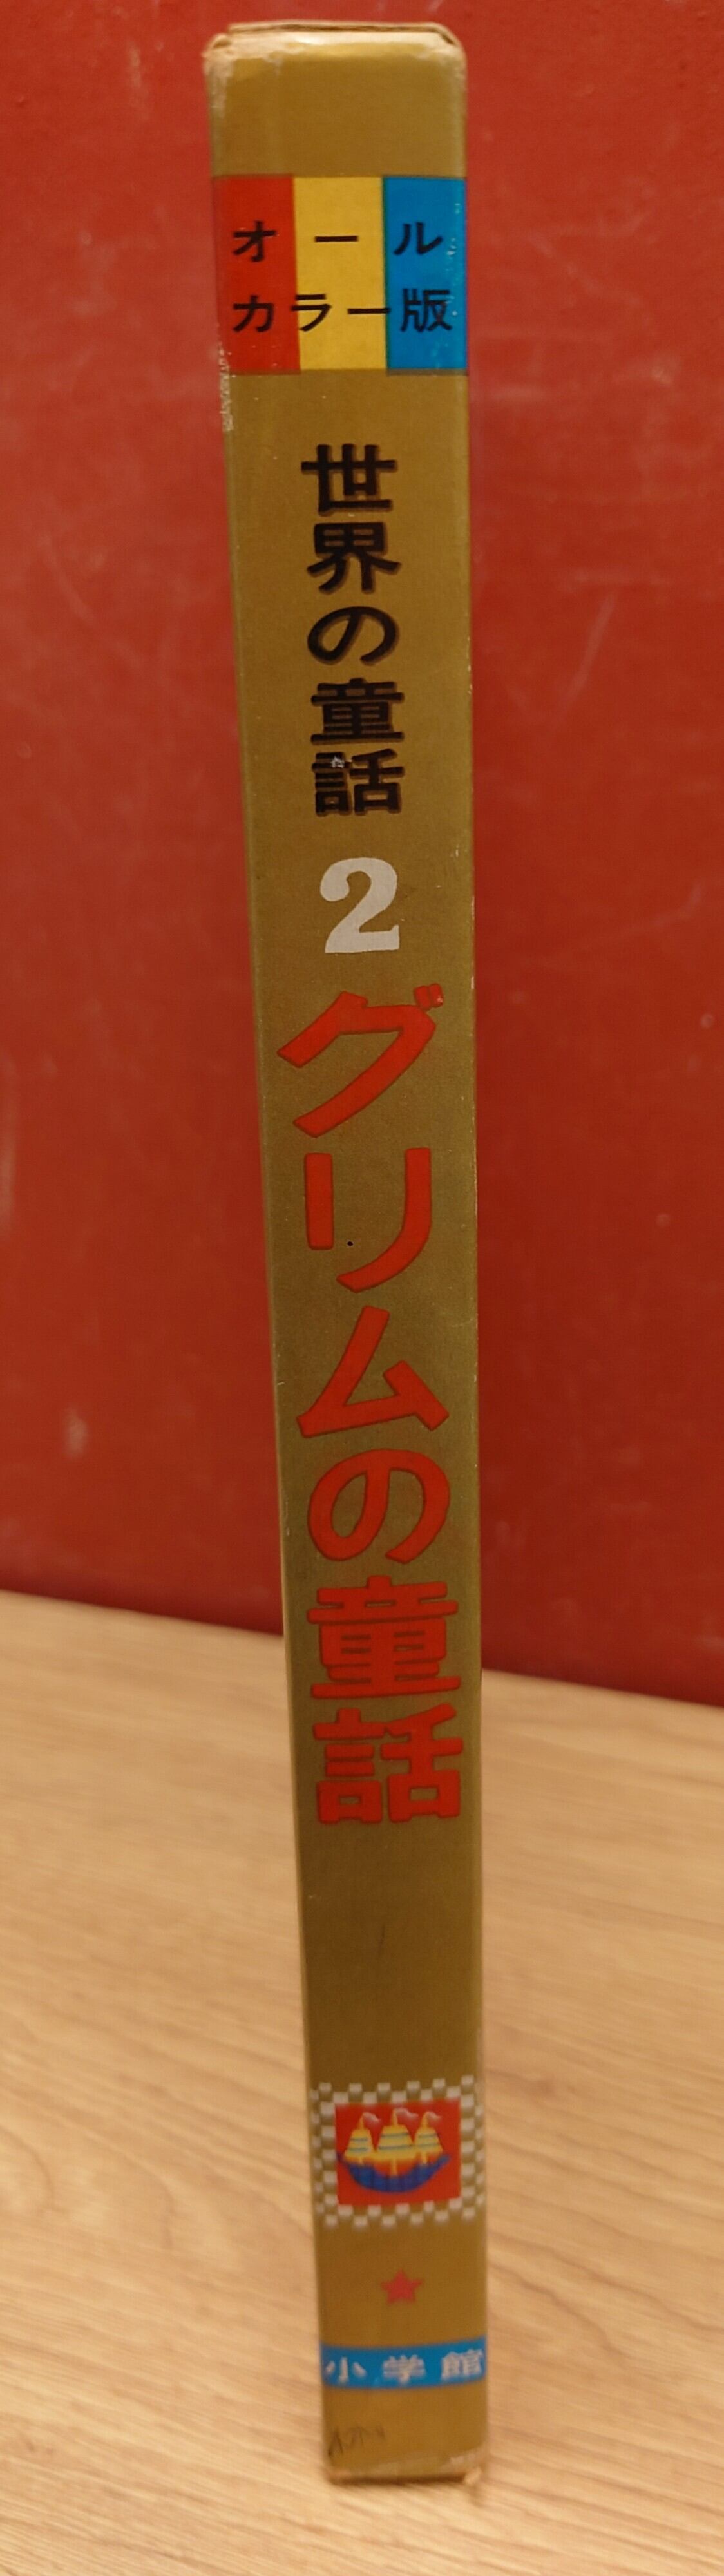 オール
カラー版
世界の童話
2
グリムの童話
小学館